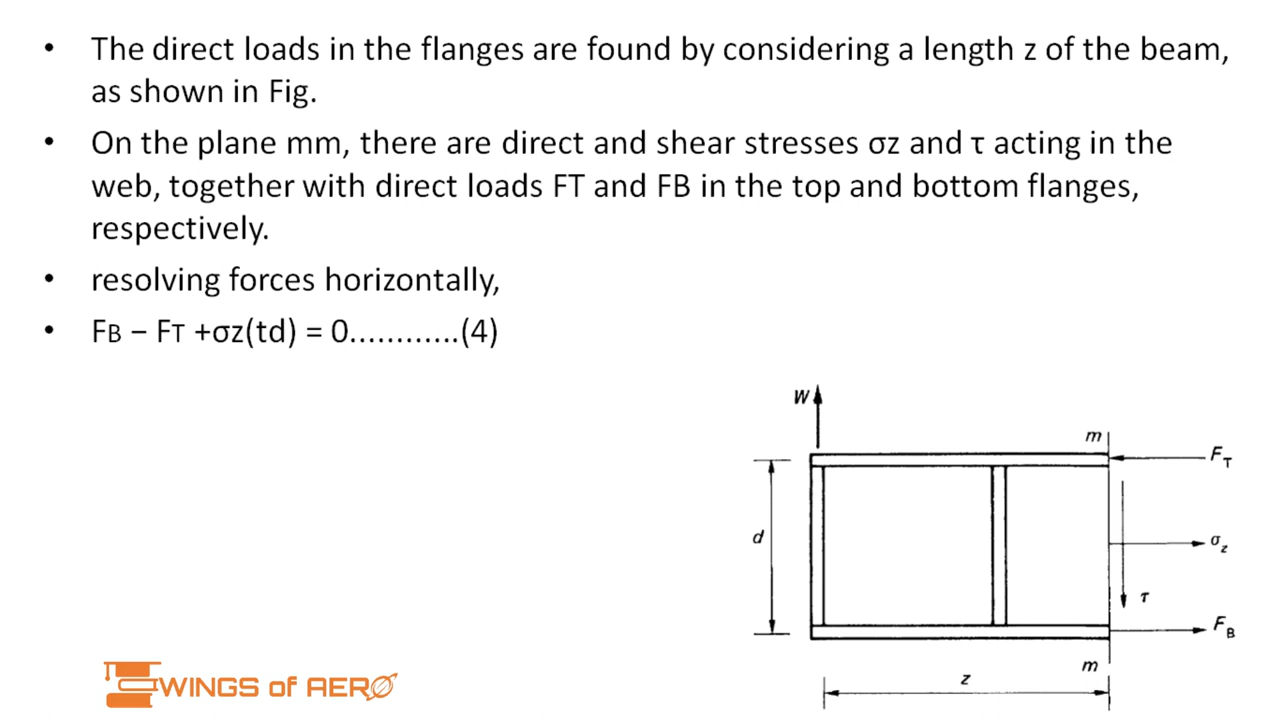 • The direct loads in the flanges are found by considering a length z of the beam,
as shown in Fig.
• On the plane mm, there are direct and shear stresses σz and τ acting in the
web, together with direct loads FT and FB in the top and bottom flanges,
respectively.
• resolving forces horizontally,
• FB − FT +σz(td) = 0............(4)
W
m
FT
d
σz
τ
FB
m
z
WINGS of AERO